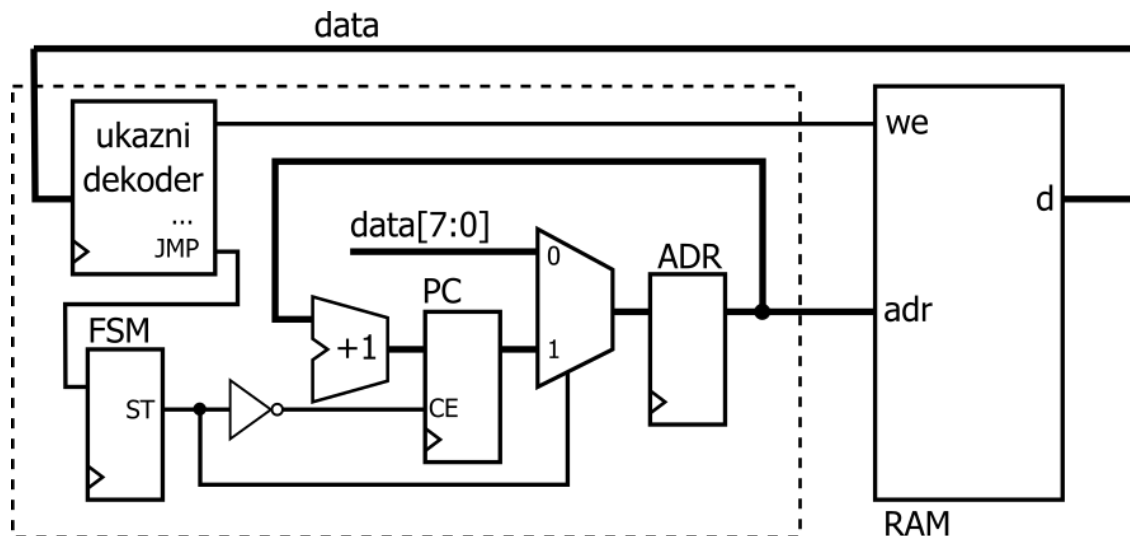 data
ukazni
dekoder
...
JMP
we
d
data[7:0]
0
ADR
PC
adr
FSM
+1
1
ST
CE
RAM